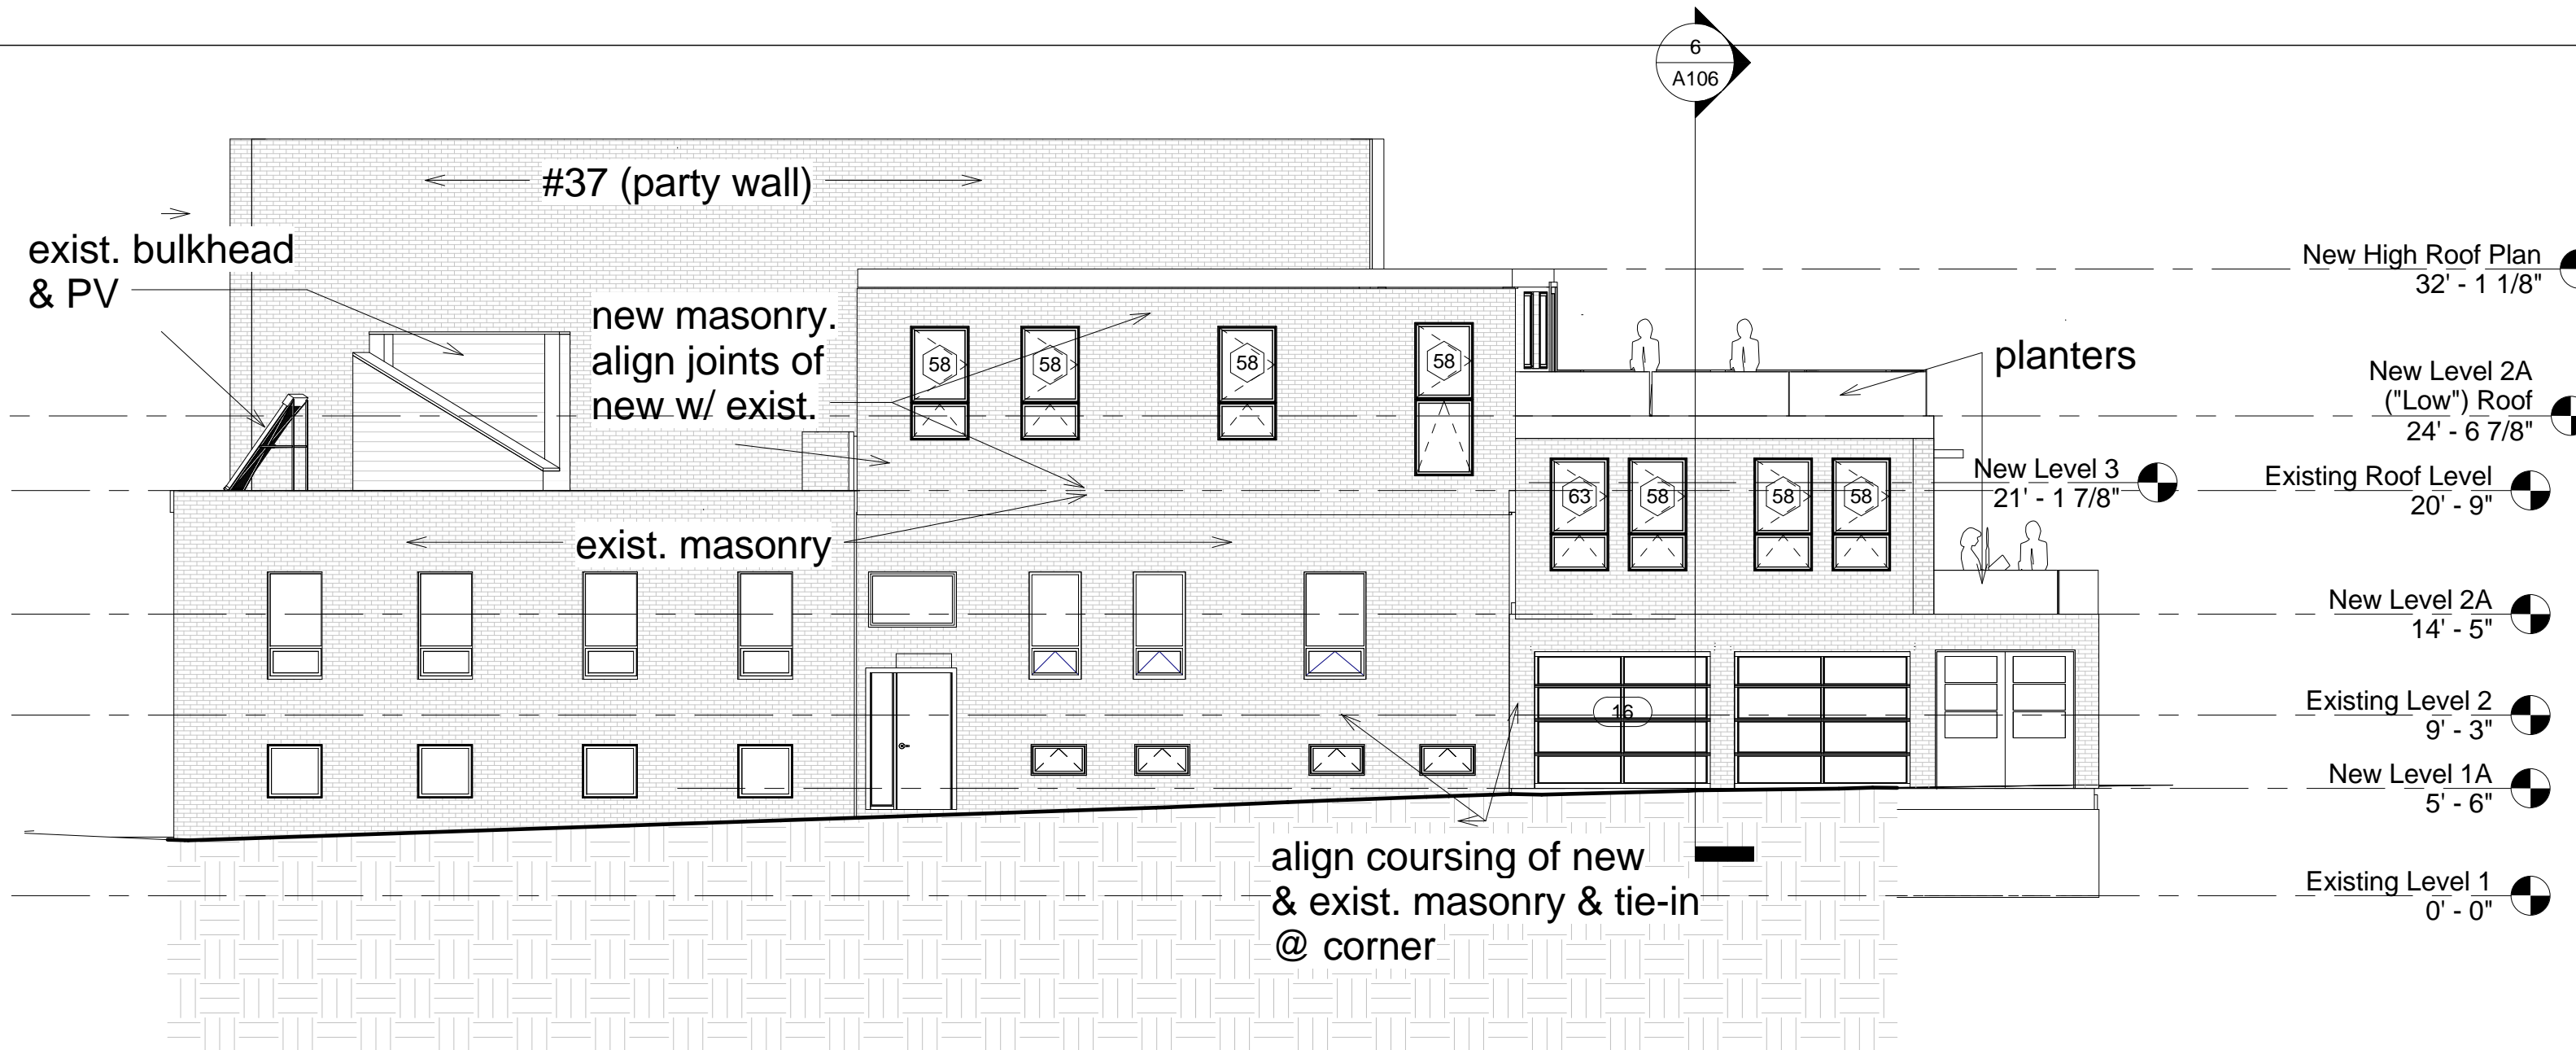 6
A106
#37 (party wall)
exist. bulkhead
& PV
new masonry.
align joints of
new w/ exist.
58
58
58
58
planters
New High Roof Plan
32' - 1 1/8"
New Level 2A
("Low") Roof
24' - 6 7/8"
63
58
58
58
New Level 3
21' - 1 7/8"
Existing Roof Level
20' - 9"
exist. masonry
New Level 2A
14' - 5"
16
Existing Level 2
9' - 3"
New Level 1A
5' - 6"
align coursing of new
& exist. masonry & tie-in
@ corner
Existing Level 1
0' - 0"